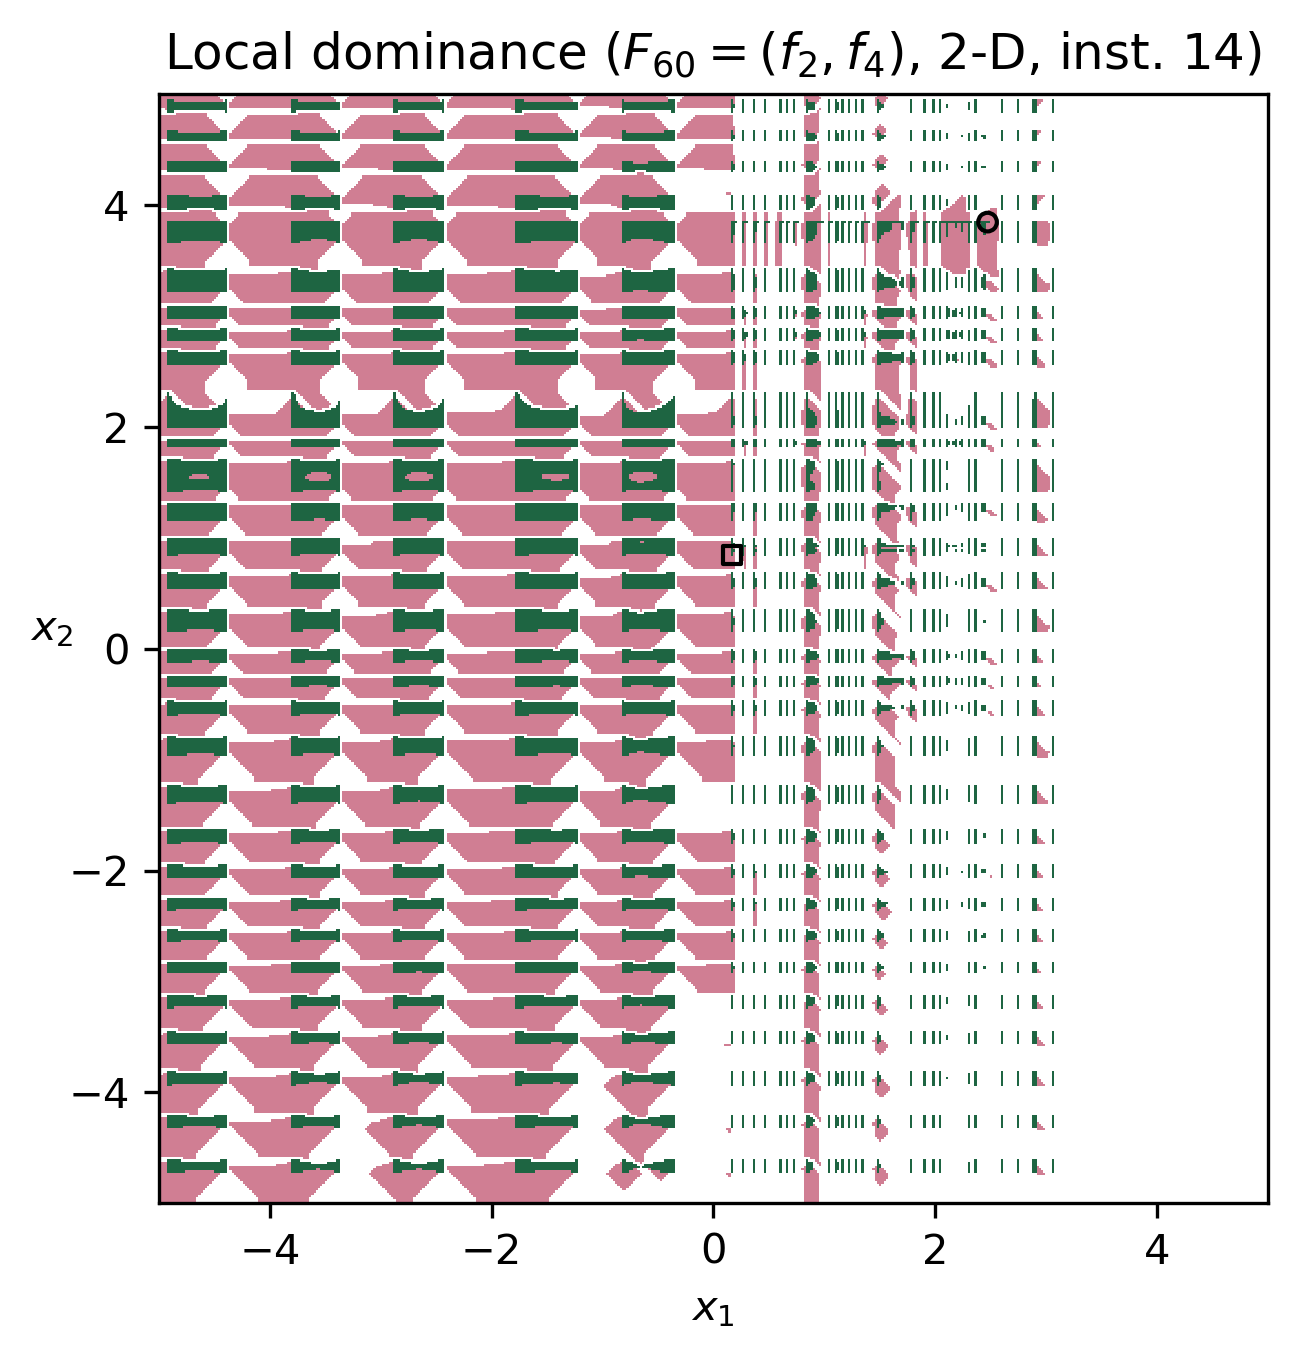 Local dominance (F₆₀ = (f₂, f₄), 2-D, inst. 14)
4
2
x₂
0
−2
−4
−4 −2 0 2 4
x₁